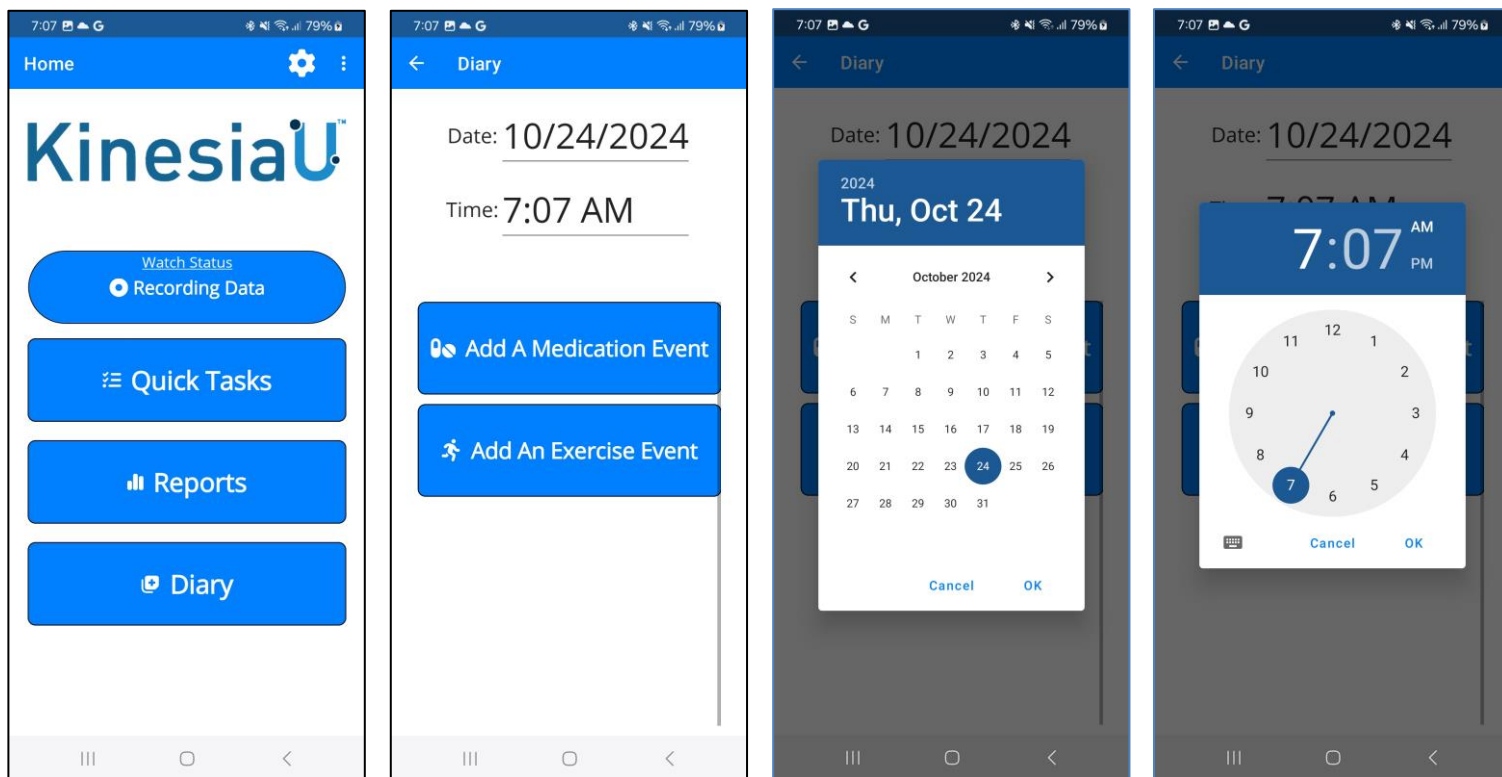 7:07 G 79%
Home
KinesiaU™
Watch Status
Recording Data
Quick Tasks
Reports
Diary
7:07 G 79%
Diary
Date: 10/24/2024
Time: 7:07 AM
Add A Medication Event
Add An Exercise Event
7:07 G 79%
Diary
Date: 10/24/2024
2024
Thu, Oct 24
October 2024
S M T W T F S
1 2 3 4 5
6 7 8 9 10 11 12
13 14 15 16 17 18 19
20 21 22 23 24 25 26
27 28 29 30 31
t
Cancel OK
7:07 G 79%
Diary
Date: 10/24/2024
7:07 AM
7:07 AM
PM
12
11 1
10 2
9 3
8 4
7 5
6
t
Cancel OK